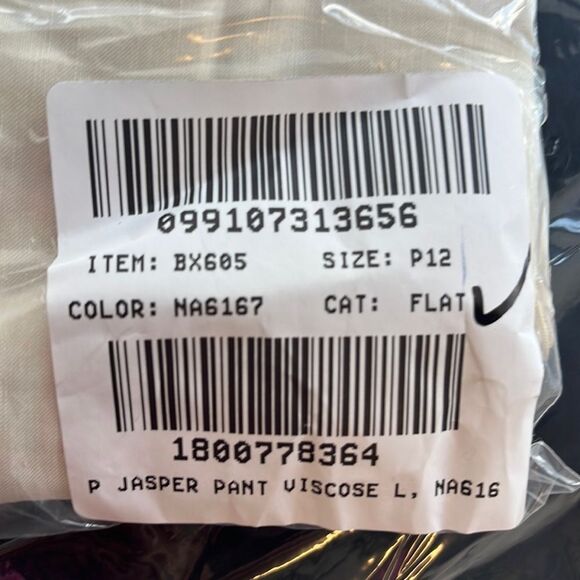 099107313656
ITEM: BX605 SIZE: P12
COLOR: NA6167 CAT: FLAT
1800778364
P JASPER PANT VISCOSE L, NA616